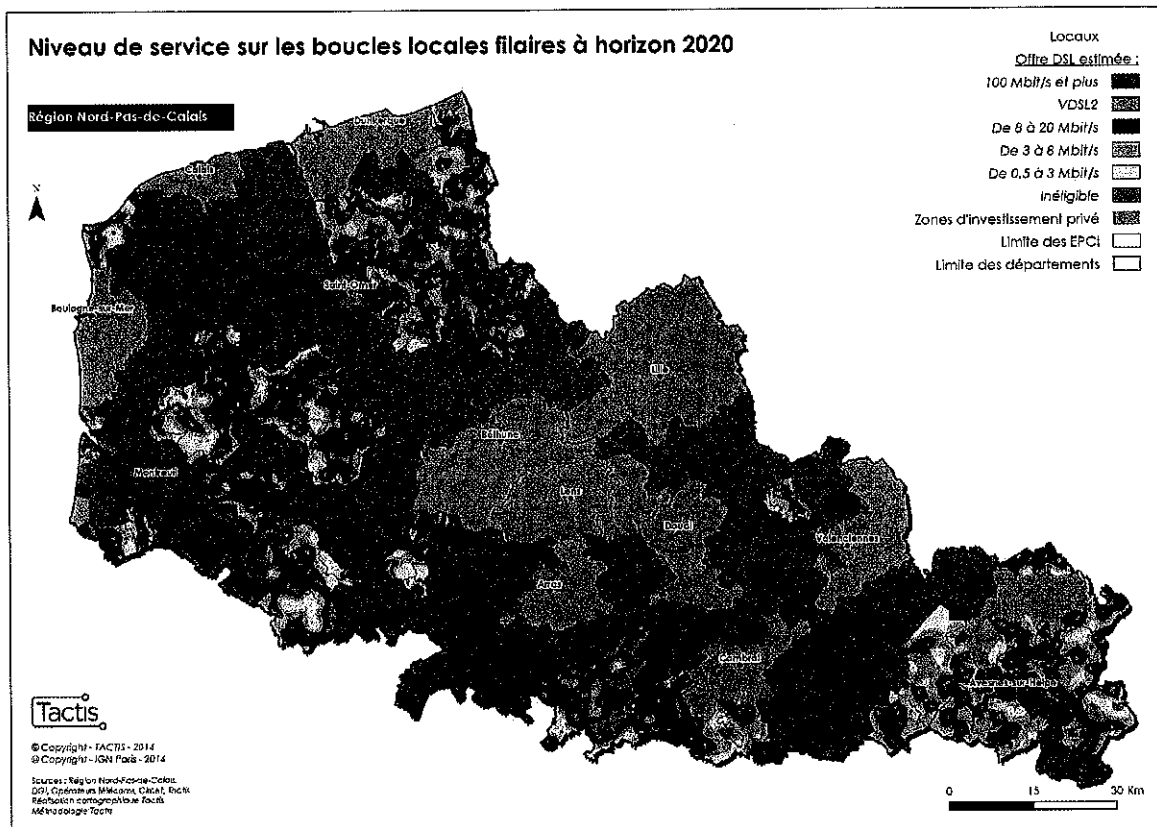 Niveau de service sur les boucles locales filaires à horizon 2020
Région Nord-Pas-de-Calais
Locaux
Offre DSL estimée :
100 Mbit/s et plus
VDSL2
De 8 à 20 Mbit/s
De 3 à 8 Mbit/s
De 0,5 à 3 Mbit/s
Inéligible
Zones d'investissement privé
Limite des EPCI
Limite des départements
N
Dunkerque
Calais
Saint-Omer
Boulogne-sur-Mer
Lille
Béthune
Montreuil
Lens
Douai
Valenciennes
Arras
Cambrai
Avesnes-sur-Helpe
Tactis
© Copyright - TACTIS - 2014
© Copyright - IGN Paris - 2014
Sources : Région Nord-Pas-de-Calais,
DGI, Opérateurs télécoms, Tactis
Réalisation cartographique Tactis
Méthodologie Tactis
0 15 30 Km